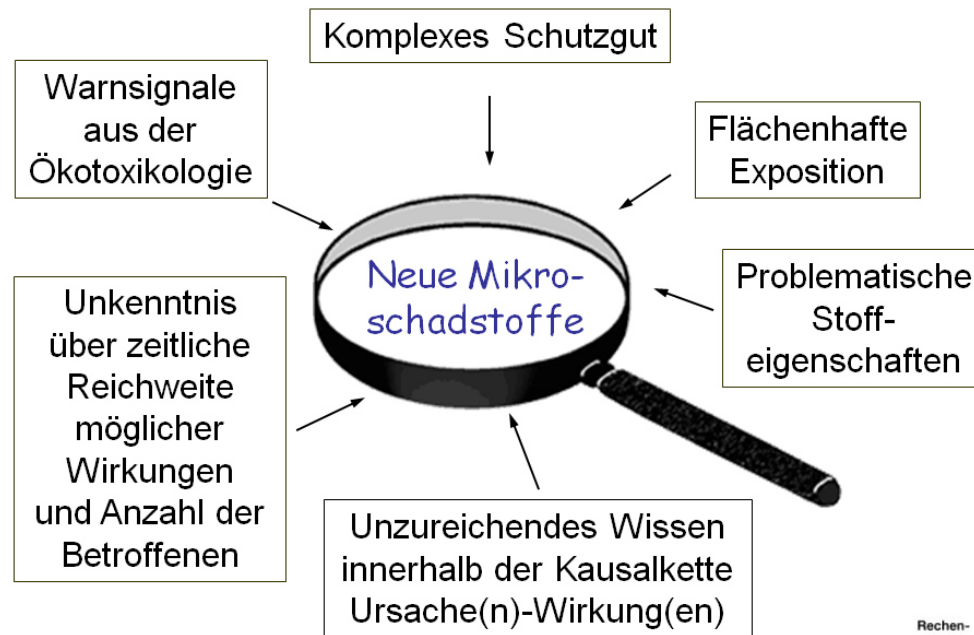 Komplexes Schutzgut
Warnsignale
aus der
Ökotoxikologie
Flächenhafte
Exposition
Neue Mikro-
schadstoffe
Problematische
Stoff-
eigenschaften
Unkenntnis
über zeitliche
Reichweite
möglicher
Wirkungen
und Anzahl der
Betroffenen
Unzureichendes Wissen
innerhalb der Kausalkette
Ursache(n)-Wirkung(en)
Rechen-